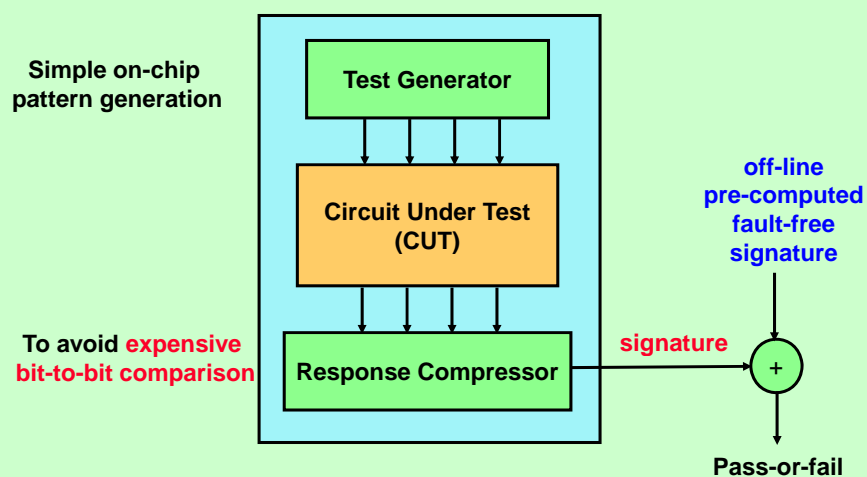 Simple on-chip
pattern generation
Test Generator
Circuit Under Test
(CUT)
off-line
pre-computed
fault-free
signature
To avoid expensive
bit-to-bit comparison
Response Compressor
signature
+
Pass-or-fail